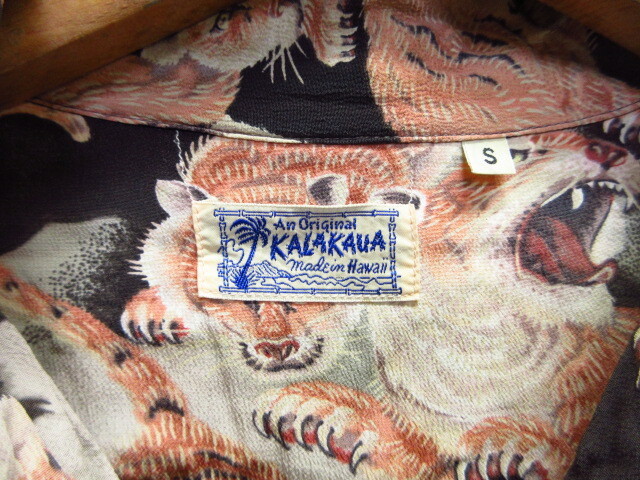 An Original
KALAKAUA
made in Hawaii
S